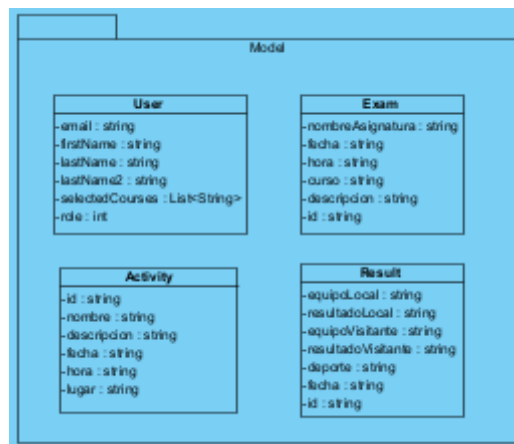 Model
User
-email : string
-firstName : string
-lastName : string
-lastName2 : string
-selectedCourses : List<String>
-role : int
Exam
-nombreAsignatura : string
-fecha : string
-hora : string
-curso : string
-descripcion : string
-id : string
Activity
-id : string
-nombre : string
-descripcion : string
-fecha : string
-hora : string
-lugar : string
Result
-equipoLocal : string
-resultadoLocal : string
-equipoVisitante : string
-resultadoVisitante : string
-deporte : string
-fecha : string
-id : string